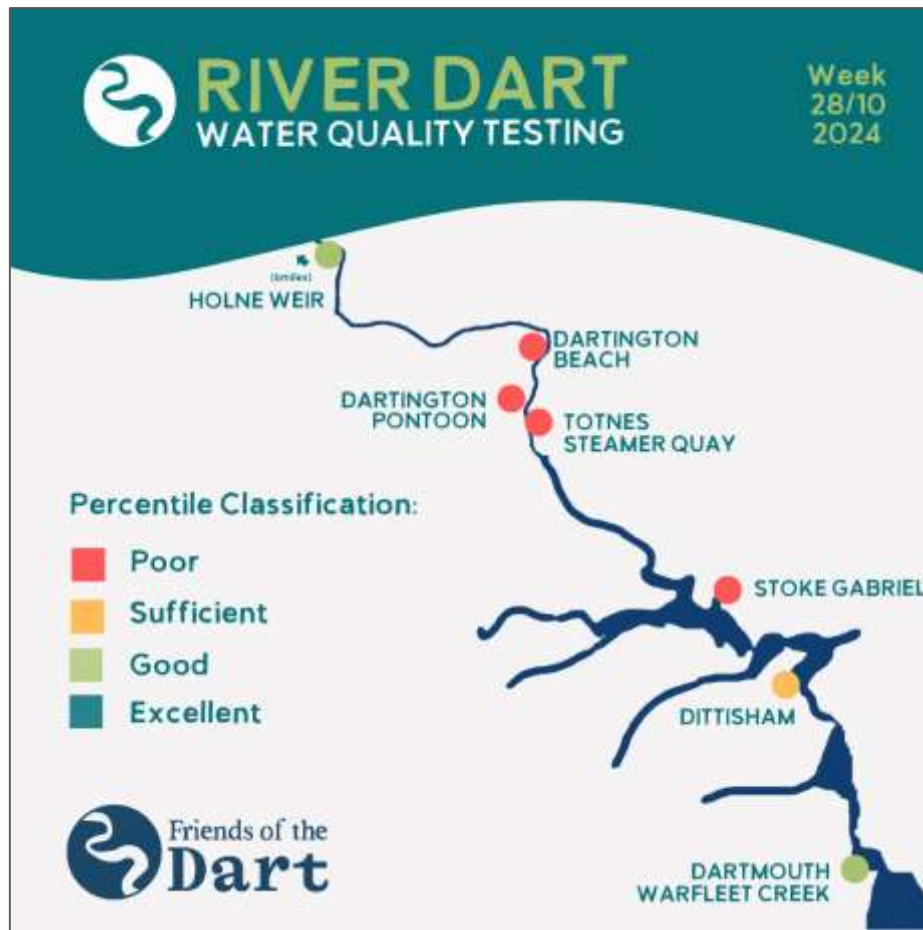 RIVER DART
WATER QUALITY TESTING
Week
28/10
2024
HOLNE WEIR
DARTINGTON
BEACH
DARTINGTON
PONTOON
TOTNES
STEAMER QUAY
Percentile Classification:
Poor
Sufficient
Good
Excellent
STOKE GABRIEL
DITTISHAM
Friends of the
Dart
DARTMOUTH
WARFLEET CREEK